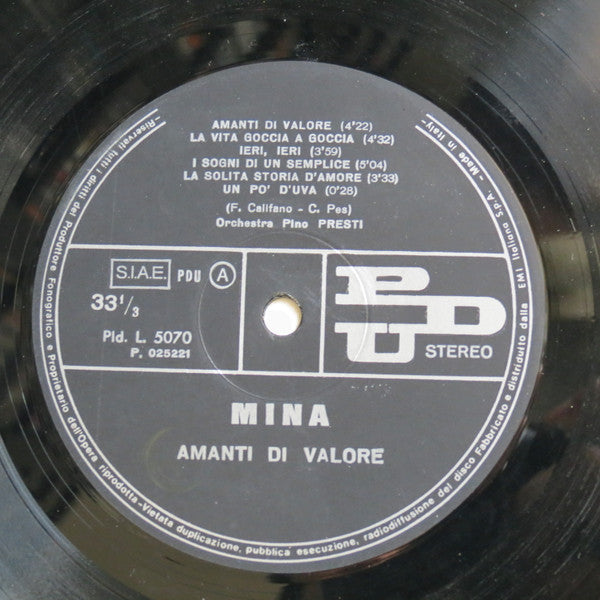 AMANTI DI VALORE (4'22)
LA VITA GOCCIA A GOCCIA (4'32)
IERI, IERI (3'59)
I SOGNI DI UN SEMPLICE (5'04)
LA SOLITA STORIA D'AMORE (3'33)
UN PO' D'UVA (0'28)
(F. Califano - C. Pes)
Orchestra Pino PRESTI
S.I.A.E. PDU A
33 1/3
Pld. L 5070
P. 025221
PDU
STEREO
MINA
AMANTI DI VALORE
-Riservati tutti i diritti del Produttore Fonografico e Proprietario dell'Opera riprodotta-Vietata duplicazione, pubblica esecuzione, radiodiffusione del disco Fabbricato e distribuito dalla EMI Italiana S.p.A. - Made in Italy-